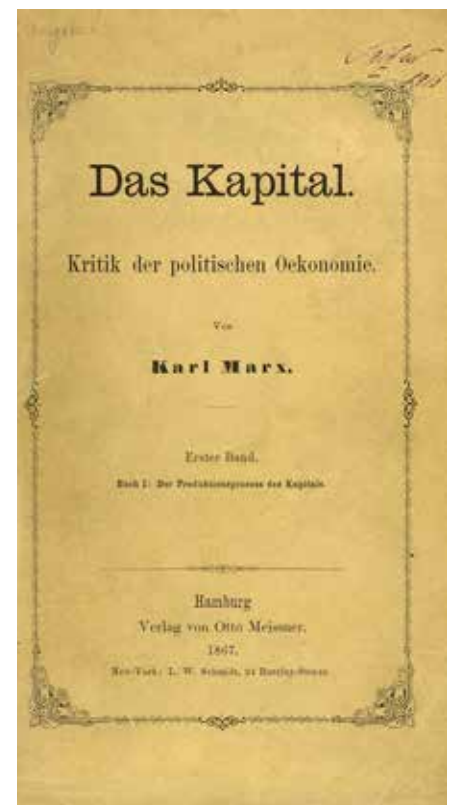 Das Kapital.
Kritik der politischen Oekonomie.
Von
Karl Marx.
Erster Band.
Buch I: Der Produktionsprocess des Kapitals.
Hamburg
Verlag von Otto Meissner.
1867.
New-York: L. W. Schmidt, 24 Barclay-Street.